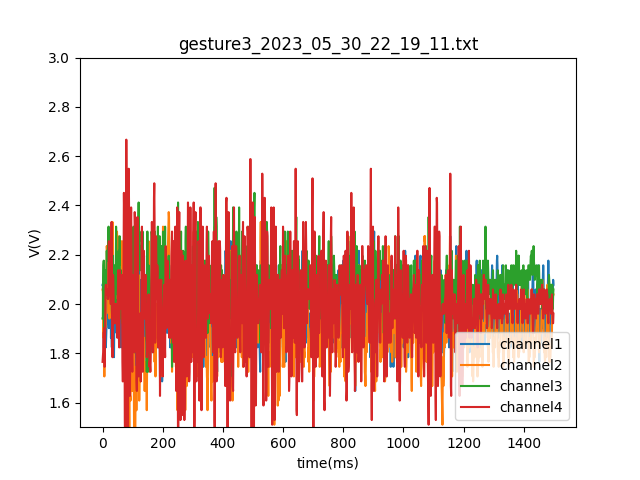 gesture3_2023_05_30_22_19_11.txt
3.0
2.8
2.6
2.4
2.2
2.0
1.8
1.6
V(V)
0 200 400 600 800 1000 1200 1400
time(ms)
channel1
channel2
channel3
channel4